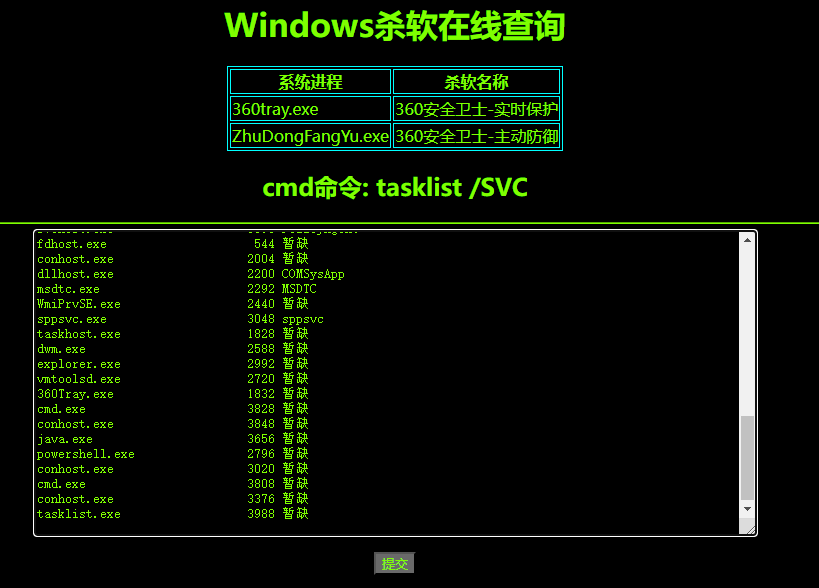 Windows杀软在线查询
系统进程 杀软名称
360tray.exe 360安全卫士-实时保护
ZhuDongFangYu.exe 360安全卫士-主动防御
cmd命令: tasklist /SVC
fdhost.exe 544 暂缺
conhost.exe 2004 暂缺
dllhost.exe 2200 COMSysApp
msdtc.exe 2292 MSDTC
WmiPrvSE.exe 2440 暂缺
sppsvc.exe 3048 sppsvc
taskhost.exe 1828 暂缺
dwm.exe 2588 暂缺
explorer.exe 2992 暂缺
vmtoolsd.exe 2720 暂缺
360Tray.exe 1832 暂缺
cmd.exe 3828 暂缺
conhost.exe 3848 暂缺
java.exe 3656 暂缺
powershell.exe 2796 暂缺
conhost.exe 3020 暂缺
cmd.exe 3808 暂缺
conhost.exe 3376 暂缺
tasklist.exe 3988 暂缺
提交